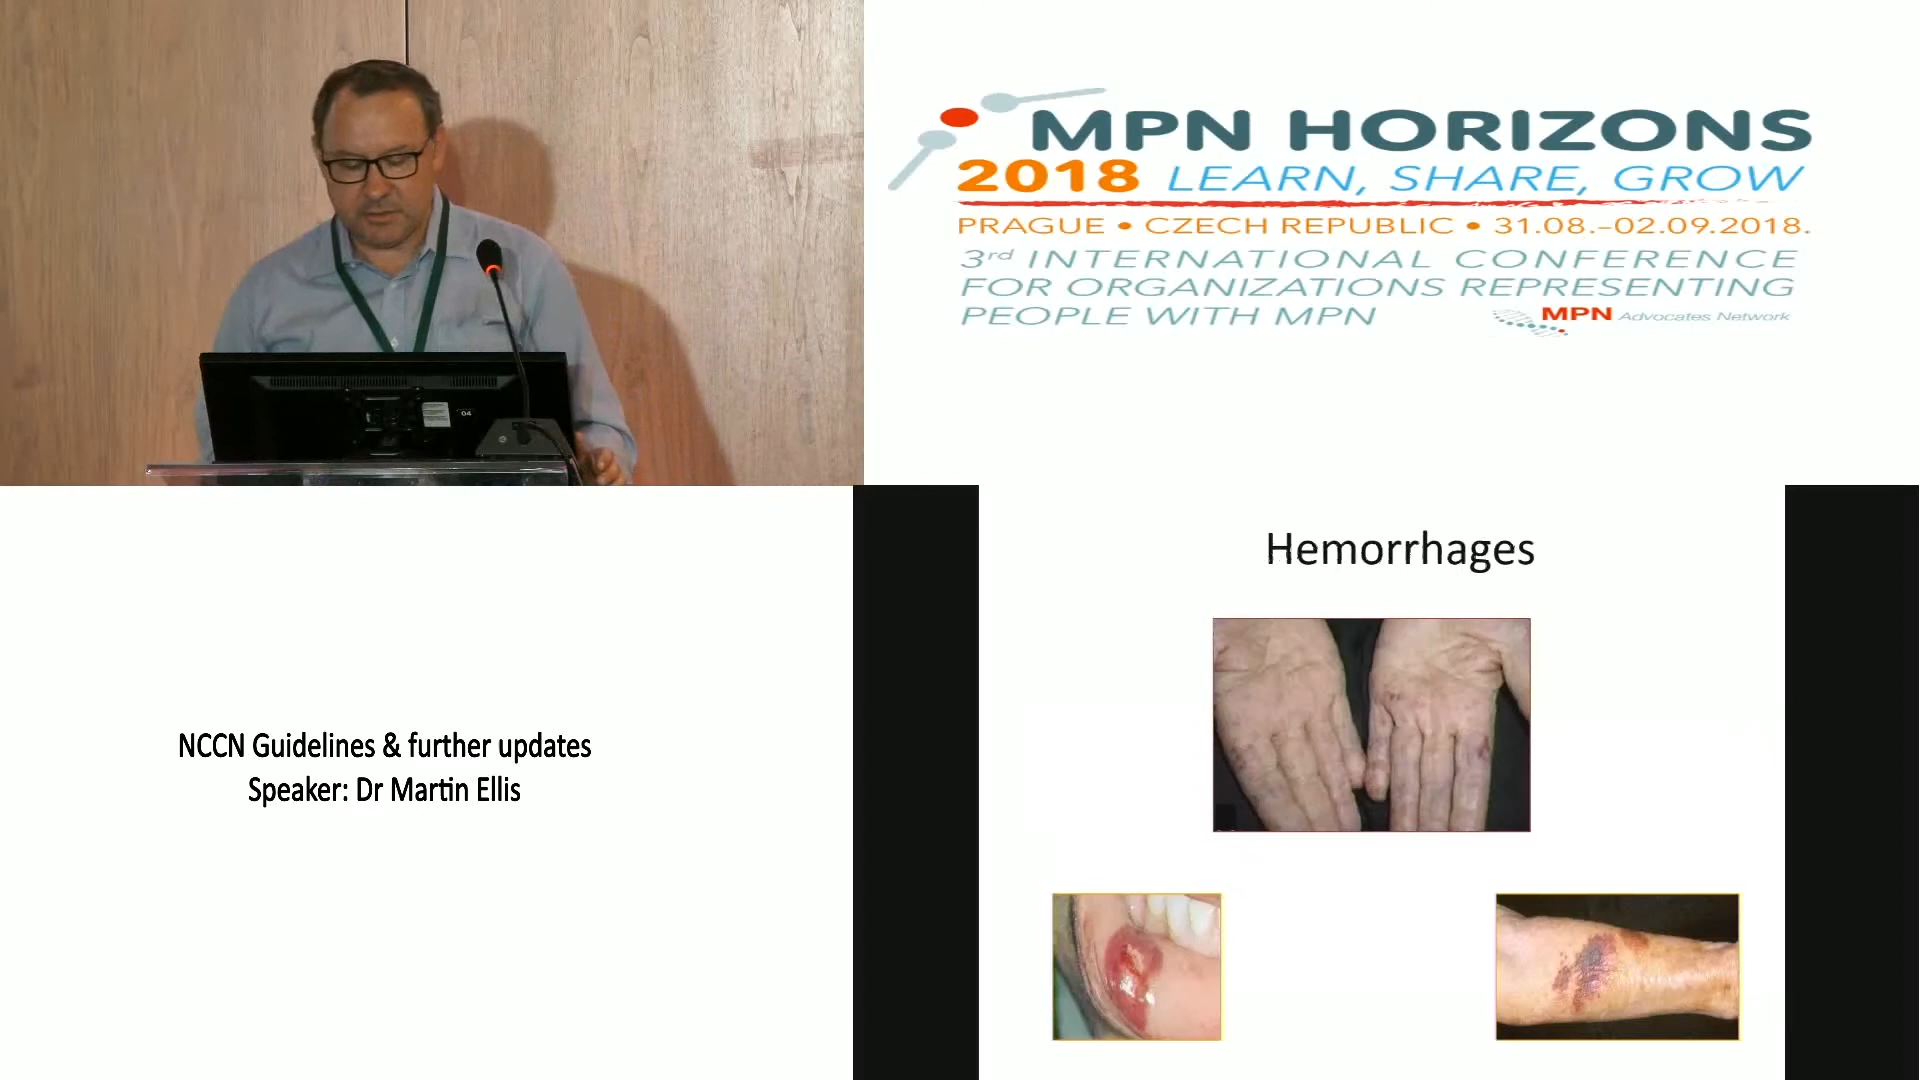 MPN HORIZONS
2018 LEARN, SHARE, GROW
PRAGUE • CZECH REPUBLIC • 31.08.–02.09.2018.
3rd INTERNATIONAL CONFERENCE
FOR ORGANIZATIONS REPRESENTING
PEOPLE WITH MPN
MPN Advocates Network
04
NCCN Guidelines & further updates
Speaker: Dr Martin Ellis
Hemorrhages